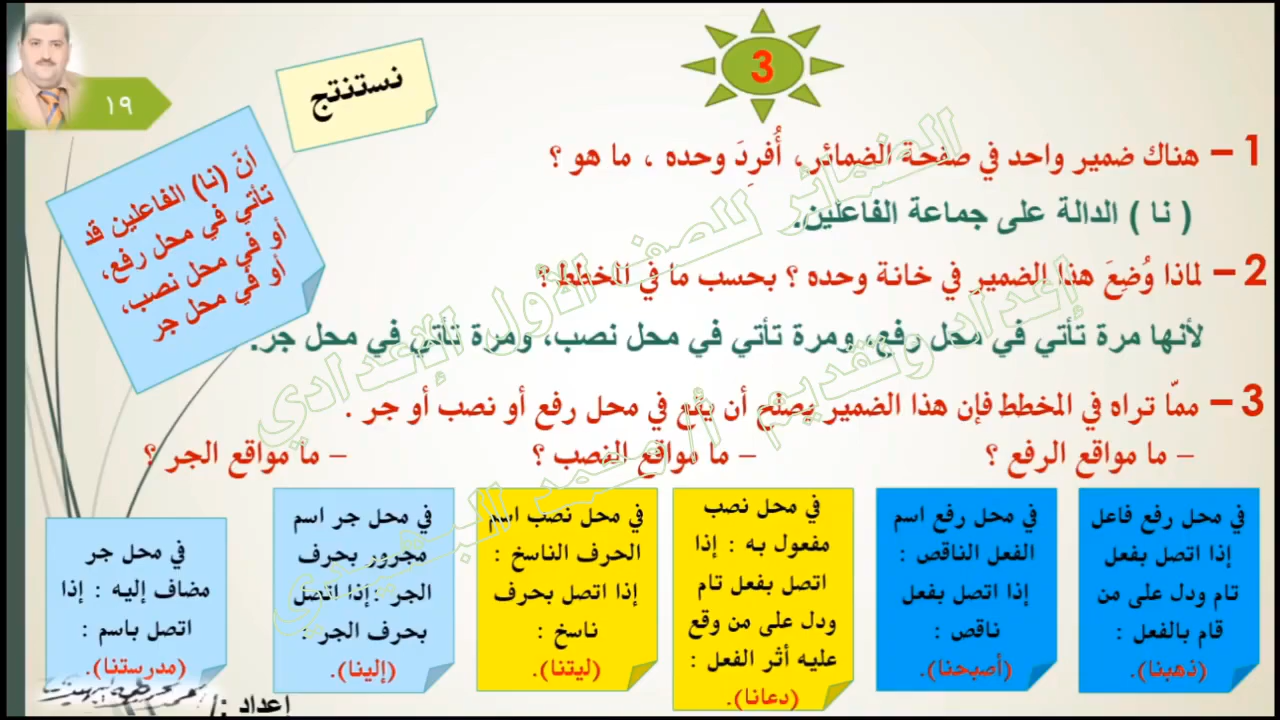 3
١٩
نستنتج
أنَّ (نا) الفاعلين قد
تأتي في محل رفع،
أو في محل نصب،
أو في محل جر
1 – هناك ضمير واحد في صفحة الضمائر، أُفرِدَ وحده ، ما هو ؟
( نا ) الدالة على جماعة الفاعلين.
2 – لماذا وُضِعَ هذا الضمير في خانة وحده ؟ بحسب ما في المخطط ؟
لأنها مرة تأتي في محل رفع، ومرة تأتي في محل نصب، ومرة تأتي في محل جر.
3 – ممّا تراه في المخطط فإن هذا الضمير يصلح أن يقع في محل رفع أو نصب أو جر .
– ما مواقع الرفع ؟
– ما مواقع النصب ؟
– ما مواقع الجر ؟
في محل رفع فاعل
إذا اتصل بفعل
تام ودل على من
قام بالفعل :
(ذهبنا).
في محل رفع اسم
الفعل الناقص :
إذا اتصل بفعل
ناقص :
(أصبحنا).
في محل نصب
مفعول به : إذا
اتصل بفعل تام
ودل على من وقع
عليه أثر الفعل :
(دعانا).
في محل نصب اسم
الحرف الناسخ :
إذا اتصل بحرف
ناسخ :
(ليتنا).
في محل جر اسم
مجرور بحرف
الجر :إذا اتصل
بحرف الجر :
(إلينا).
في محل جر
مضاف إليه : إذا
اتصل باسم :
(مدرستنا).
الضمائر للصف الأول الإعدادي
إعداد وتقديم أ.محمد
إعداد :أ/